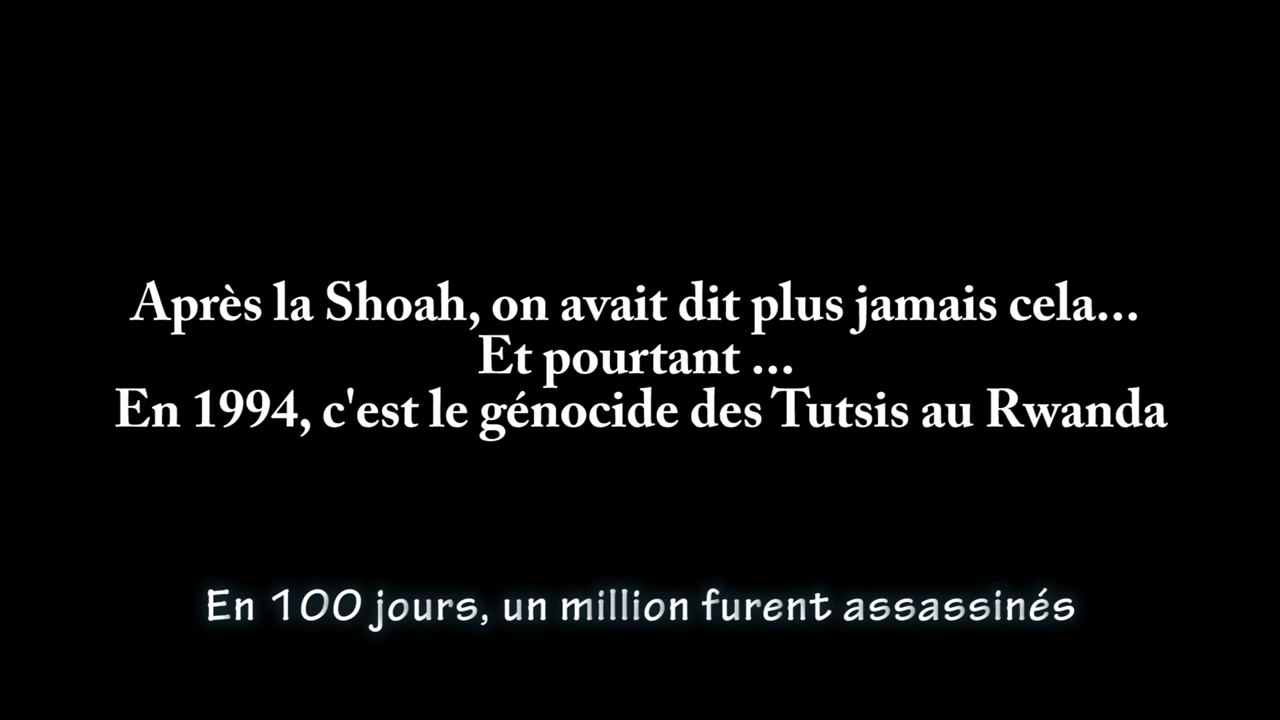 Après la Shoah, on avait dit plus jamais cela...
Et pourtant ...
En 1994, c'est le génocide des Tutsis au Rwanda
En 100 jours, un million furent assassinés